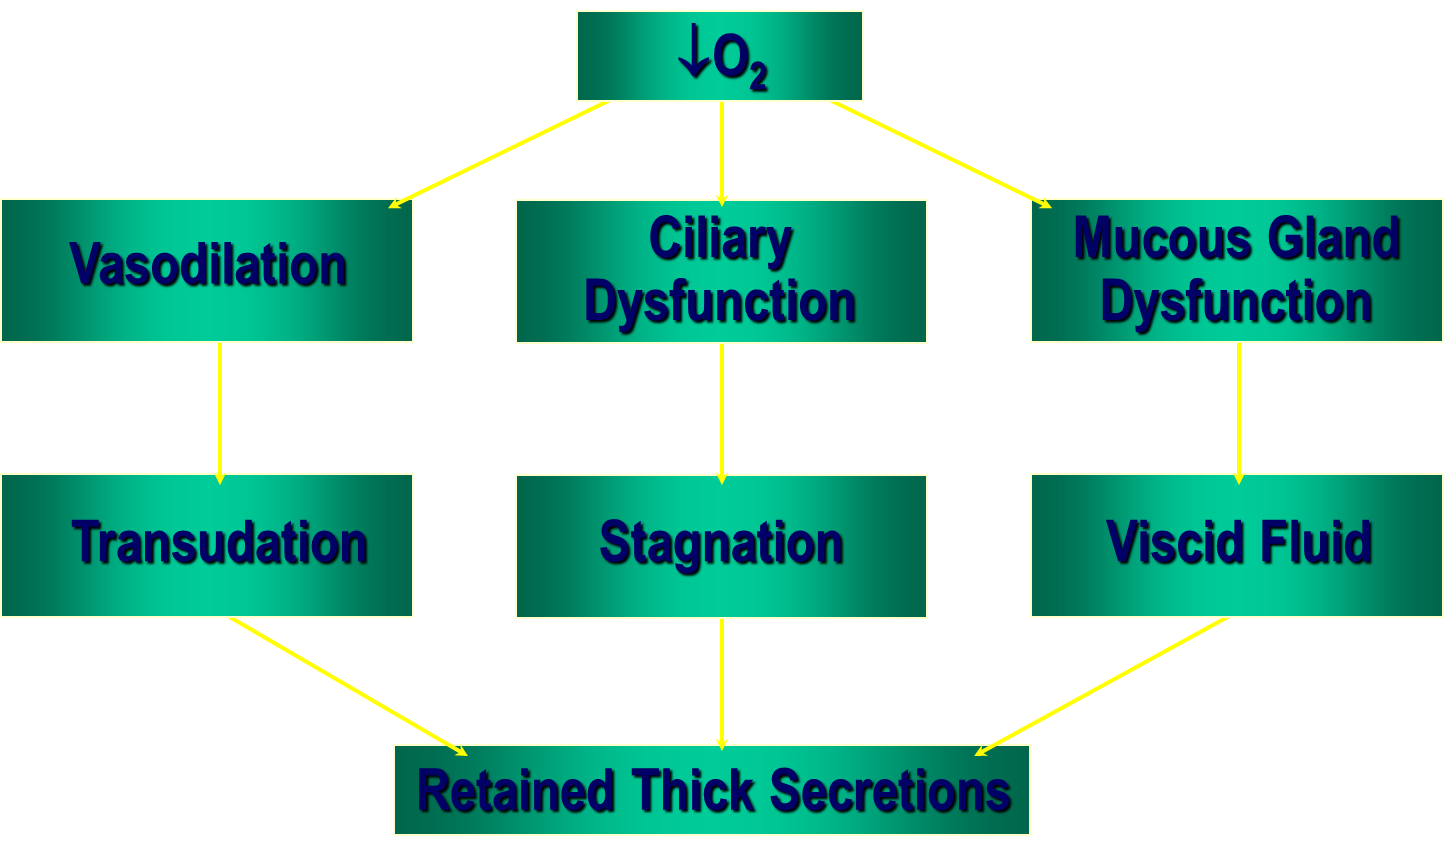 ↓O₂
Vasodilation
Ciliary
Dysfunction
Mucous Gland
Dysfunction
Transudation
Stagnation
Viscid Fluid
Retained Thick Secretions